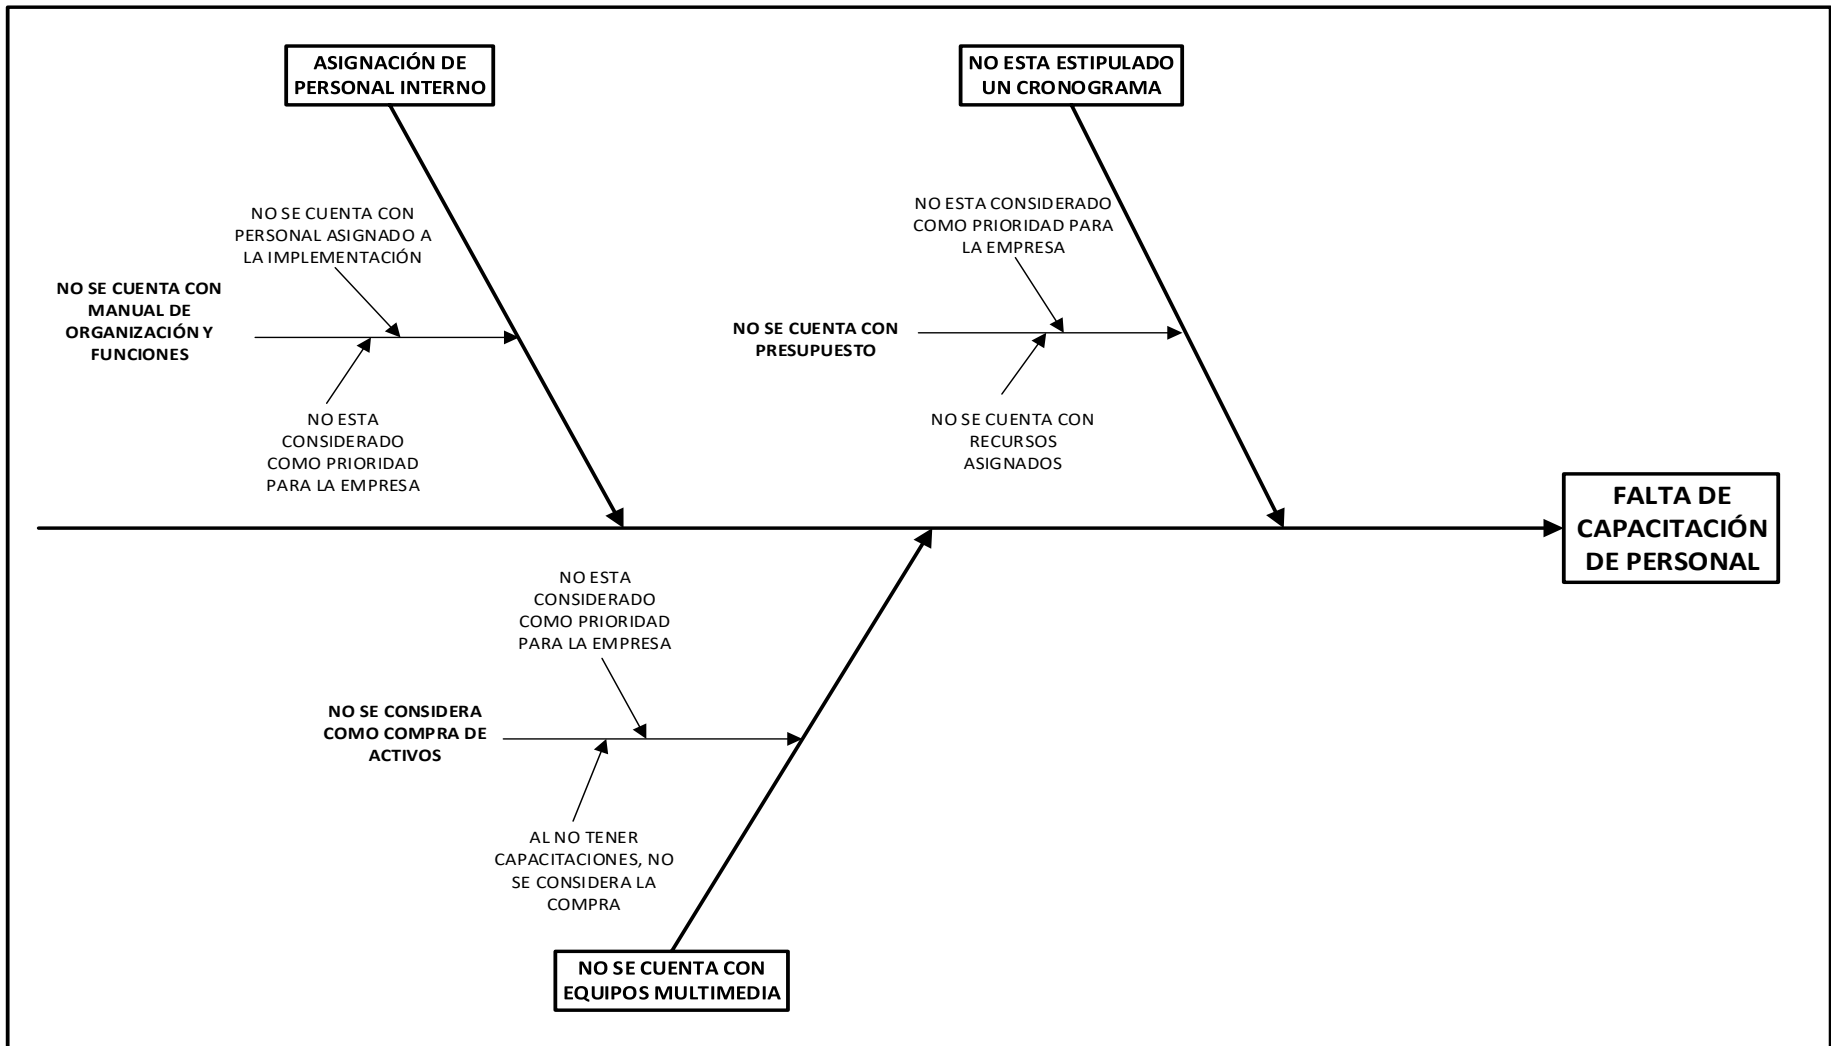 ASIGNACIÓN DE
PERSONAL INTERNO
NO ESTA ESTIPULADO
UN CRONOGRAMA
NO SE CUENTA CON
PERSONAL ASIGNADO A
LA IMPLEMENTACIÓN
NO SE CUENTA CON
MANUAL DE
ORGANIZACIÓN Y
FUNCIONES
NO ESTA
CONSIDERADO
COMO PRIORIDAD
PARA LA EMPRESA
NO ESTA CONSIDERADO
COMO PRIORIDAD PARA
LA EMPRESA
NO SE CUENTA CON
PRESUPUESTO
NO SE CUENTA CON
RECURSOS
ASIGNADOS
FALTA DE
CAPACITACIÓN
DE PERSONAL
NO ESTA
CONSIDERADO
COMO PRIORIDAD
PARA LA EMPRESA
NO SE CONSIDERA
COMO COMPRA DE
ACTIVOS
AL NO TENER
CAPACITACIONES, NO
SE CONSIDERA LA
COMPRA
NO SE CUENTA CON
EQUIPOS MULTIMEDIA